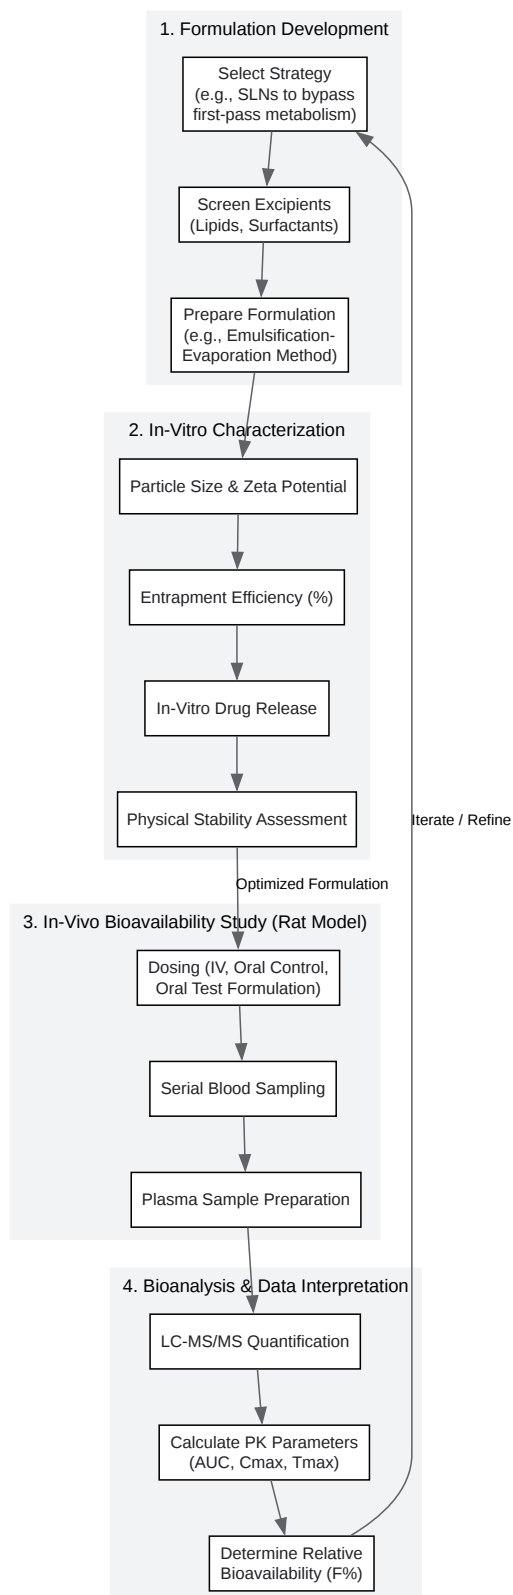 1. Formulation Development
Select Strategy
(e.g., SLNs to bypass
first-pass metabolism)
Screen Excipients
(Lipids, Surfactants)
Prepare Formulation
(e.g., Emulsification-
Evaporation Method)
2. In-Vitro Characterization
Particle Size & Zeta Potential
Entrapment Efficiency (%)
In-Vitro Drug Release
Physical Stability Assessment
Iterate / Refine
Optimized Formulation
3. In-Vivo Bioavailability Study (Rat Model)
Dosing (IV, Oral Control,
Oral Test Formulation)
Serial Blood Sampling
Plasma Sample Preparation
4. Bioanalysis & Data Interpretation
LC-MS/MS Quantification
Calculate PK Parameters
(AUC, Cmax, Tmax)
Determine Relative
Bioavailability (F%)